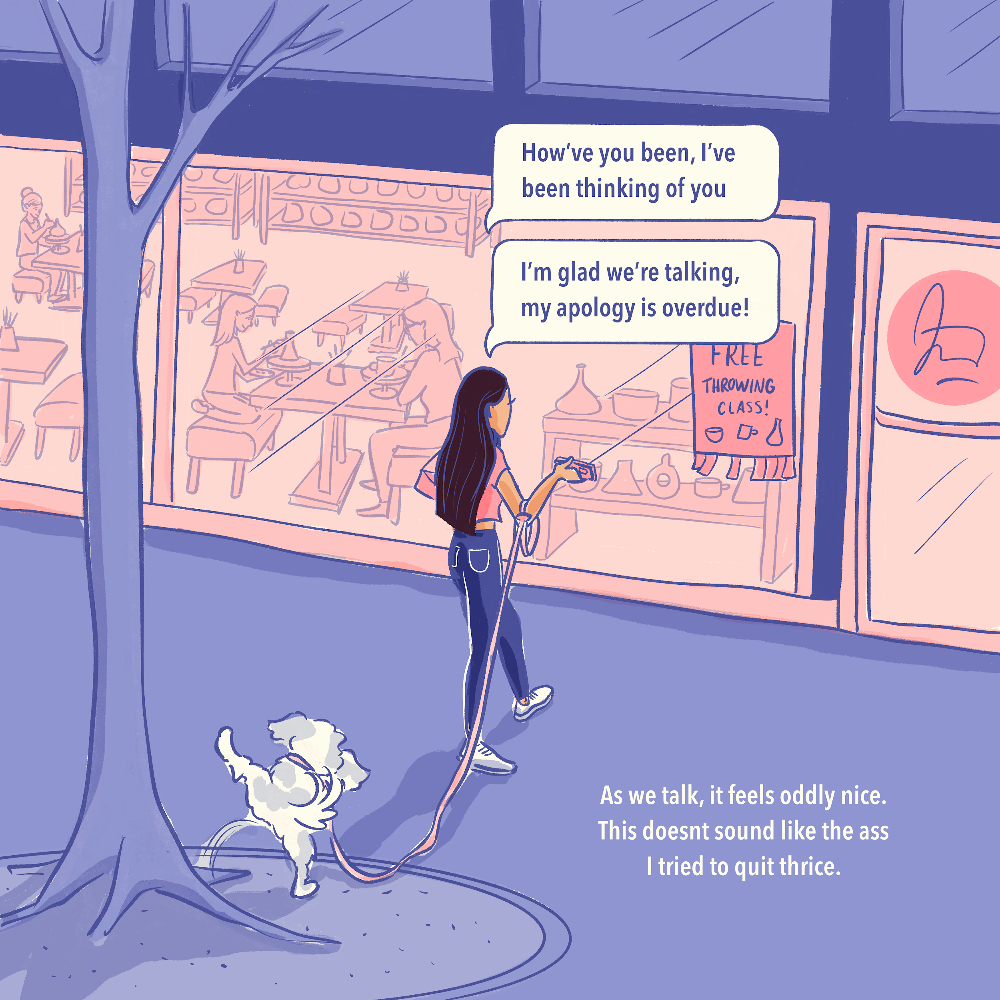 How've you been, I've
been thinking of you
I'm glad we're talking,
my apology is overdue!
FREE
THROWING
CLASS!
As we talk, it feels oddly nice.
This doesnt sound like the ass
I tried to quit thrice.